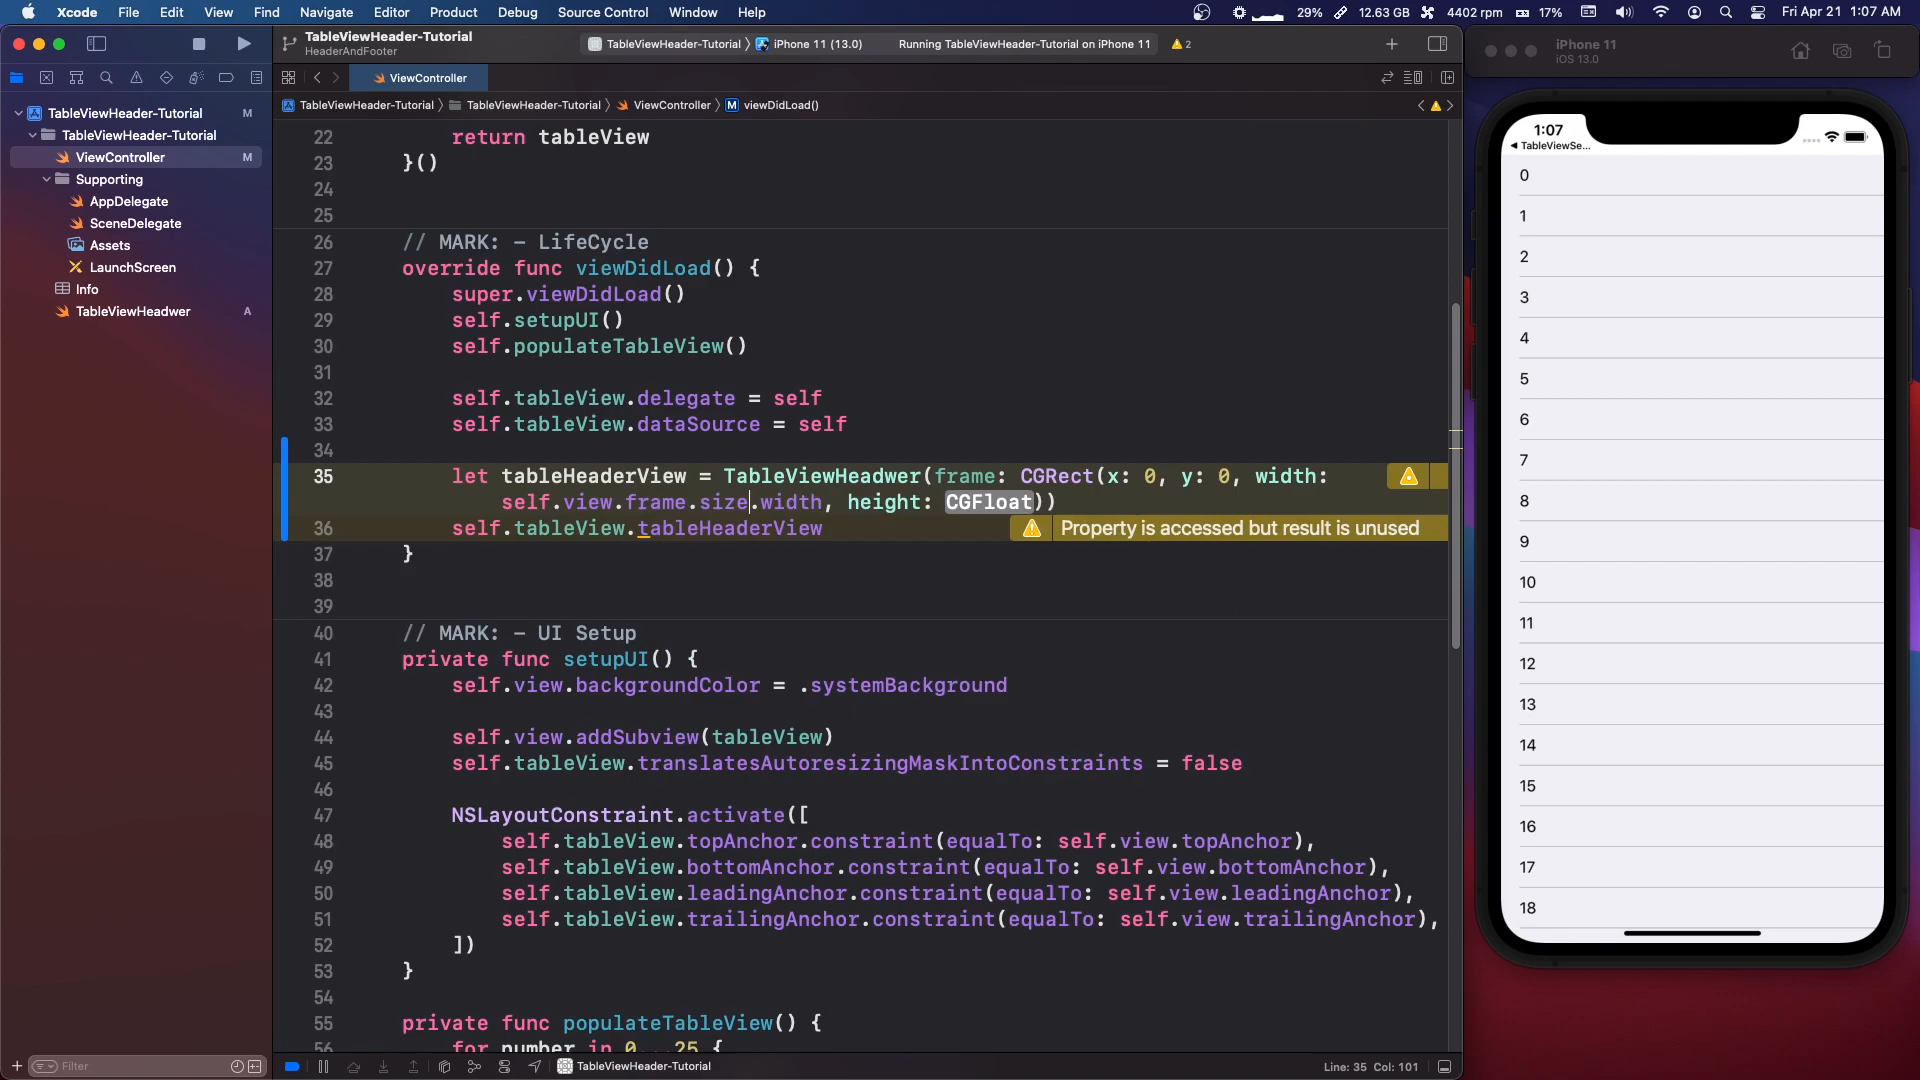 Xcode File Edit View Find Navigate Editor Product Debug Source Control Window Help 29% 12.63 GB 4402 rpm 17% Fri Apr 21 1:07 AM
TableViewHeader-Tutorial
HeaderAndFooter
TableViewHeader-Tutorial 〉 iPhone 11 (13.0) Running TableViewHeader-Tutorial on iPhone 11 2
iPhone 11
iOS 13.0
ViewController
TableViewHeader-Tutorial 〉 TableViewHeader-Tutorial 〉 ViewController 〉 M viewDidLoad()
TableViewHeader-Tutorial M
TableViewHeader-Tutorial
ViewController M
Supporting
AppDelegate
SceneDelegate
Assets
LaunchScreen
Info
TableViewHeadwer A
Filter
22 return tableView
23 }()
24
25
26 // MARK: - LifeCycle
27 override func viewDidLoad() {
28 super.viewDidLoad()
29 self.setupUI()
30 self.populateTableView()
31
32 self.tableView.delegate = self
33 self.tableView.dataSource = self
34
35 let tableHeaderView = TableViewHeadwer(frame: CGRect(x: 0, y: 0, width:
self.view.frame.size.width, height: CGFloat))
36 self.tableView.tableHeaderView Property is accessed but result is unused
37 }
38
39
40 // MARK: - UI Setup
41 private func setupUI() {
42 self.view.backgroundColor = .systemBackground
43
44 self.view.addSubview(tableView)
45 self.tableView.translatesAutoresizingMaskIntoConstraints = false
46
47 NSLayoutConstraint.activate([
48 self.tableView.topAnchor.constraint(equalTo: self.view.topAnchor),
49 self.tableView.bottomAnchor.constraint(equalTo: self.view.bottomAnchor),
50 self.tableView.leadingAnchor.constraint(equalTo: self.view.leadingAnchor),
51 self.tableView.trailingAnchor.constraint(equalTo: self.view.trailingAnchor),
52 ])
53 }
54
55 private func populateTableView() {
56 for number in 0...25 {
TableViewHeader-Tutorial
Line: 35 Col: 101
1:07
TableViewSe...
0
1
2
3
4
5
6
7
8
9
10
11
12
13
14
15
16
17
18